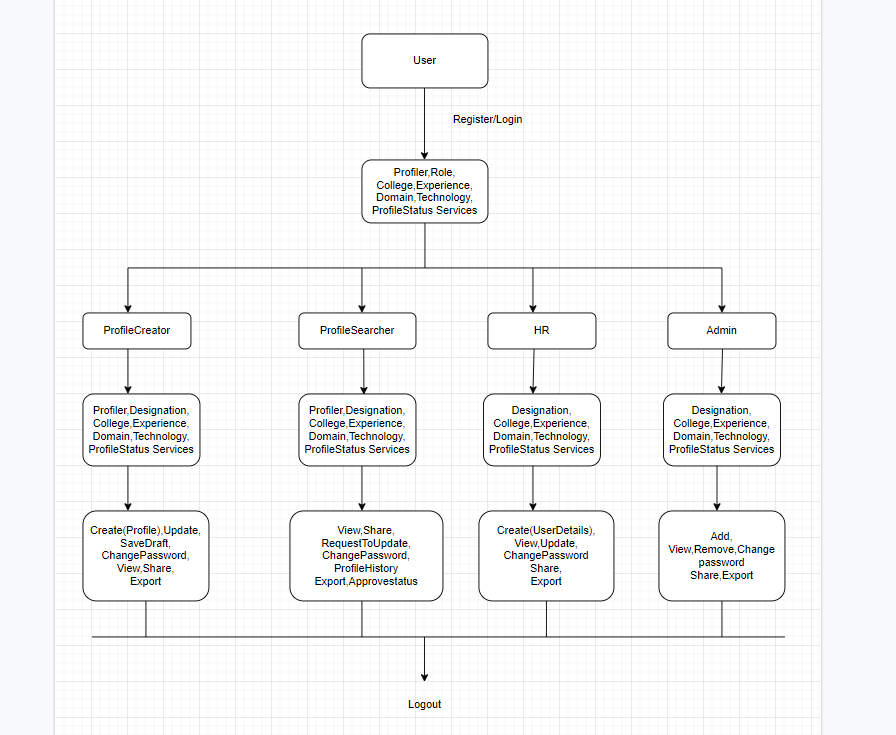 User
Register/Login
Profiler,Role,
College,Experience,
Domain,Technology,
ProfileStatus Services
ProfileCreator
ProfileSearcher
HR
Admin
Profiler,Designation,
College,Experience,
Domain,Technology,
ProfileStatus Services
Profiler,Designation,
College,Experience,
Domain,Technology,
ProfileStatus Services
Designation,
College,Experience,
Domain,Technology,
ProfileStatus Services
Designation,
College,Experience,
Domain,Technology,
ProfileStatus Services
Create(Profile),Update,
SaveDraft,
ChangePassword,
View,Share,
Export
View,Share,
RequestToUpdate,
ChangePassword,
ProfileHistory
Export,Approvestatus
Create(UserDetails),
View,Update,
ChangePassword
Share,
Export
Add,
View,Remove,Change
password
Share,Export
Logout